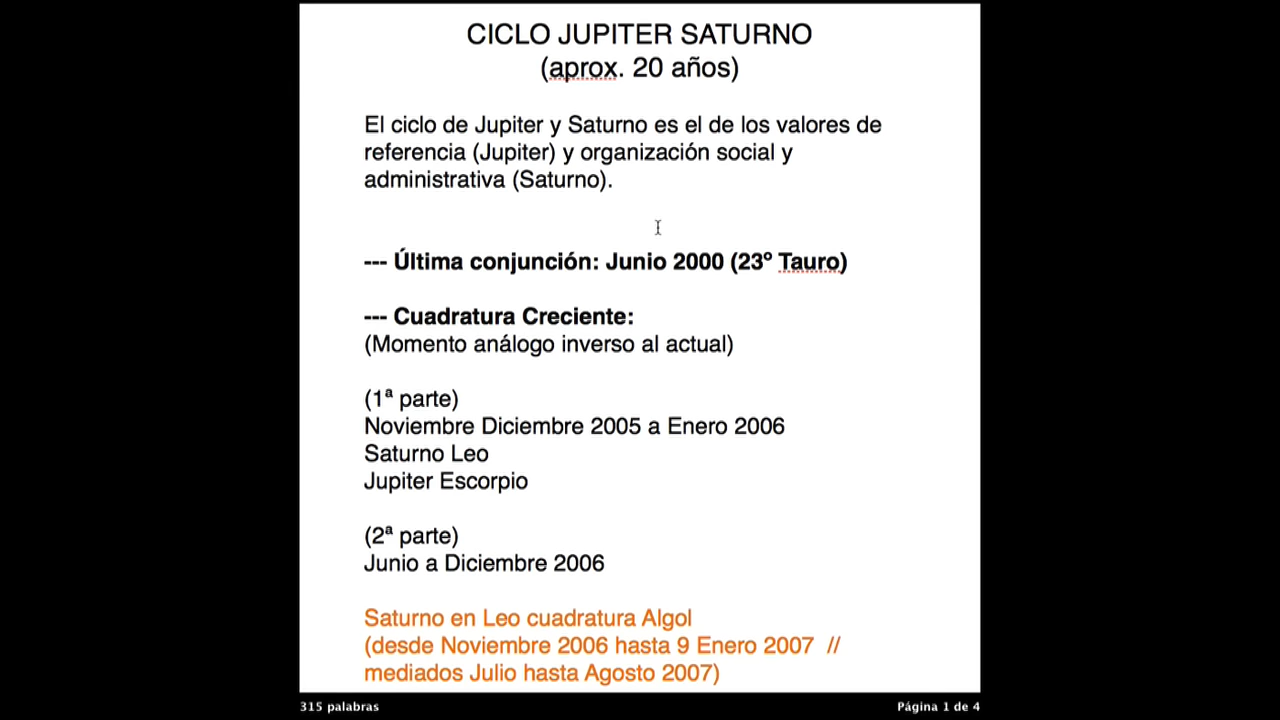 CICLO JUPITER SATURNO
(aprox. 20 años)
El ciclo de Jupiter y Saturno es el de los valores de
referencia (Jupiter) y organización social y
administrativa (Saturno).
--- Última conjunción: Junio 2000 (23º Tauro)
--- Cuadratura Creciente:
(Momento análogo inverso al actual)
(1ª parte)
Noviembre Diciembre 2005 a Enero 2006
Saturno Leo
Jupiter Escorpio
(2ª parte)
Junio a Diciembre 2006
Saturno en Leo cuadratura Algol
(desde Noviembre 2006 hasta 9 Enero 2007 //
mediados Julio hasta Agosto 2007)
315 palabras
Página 1 de 4